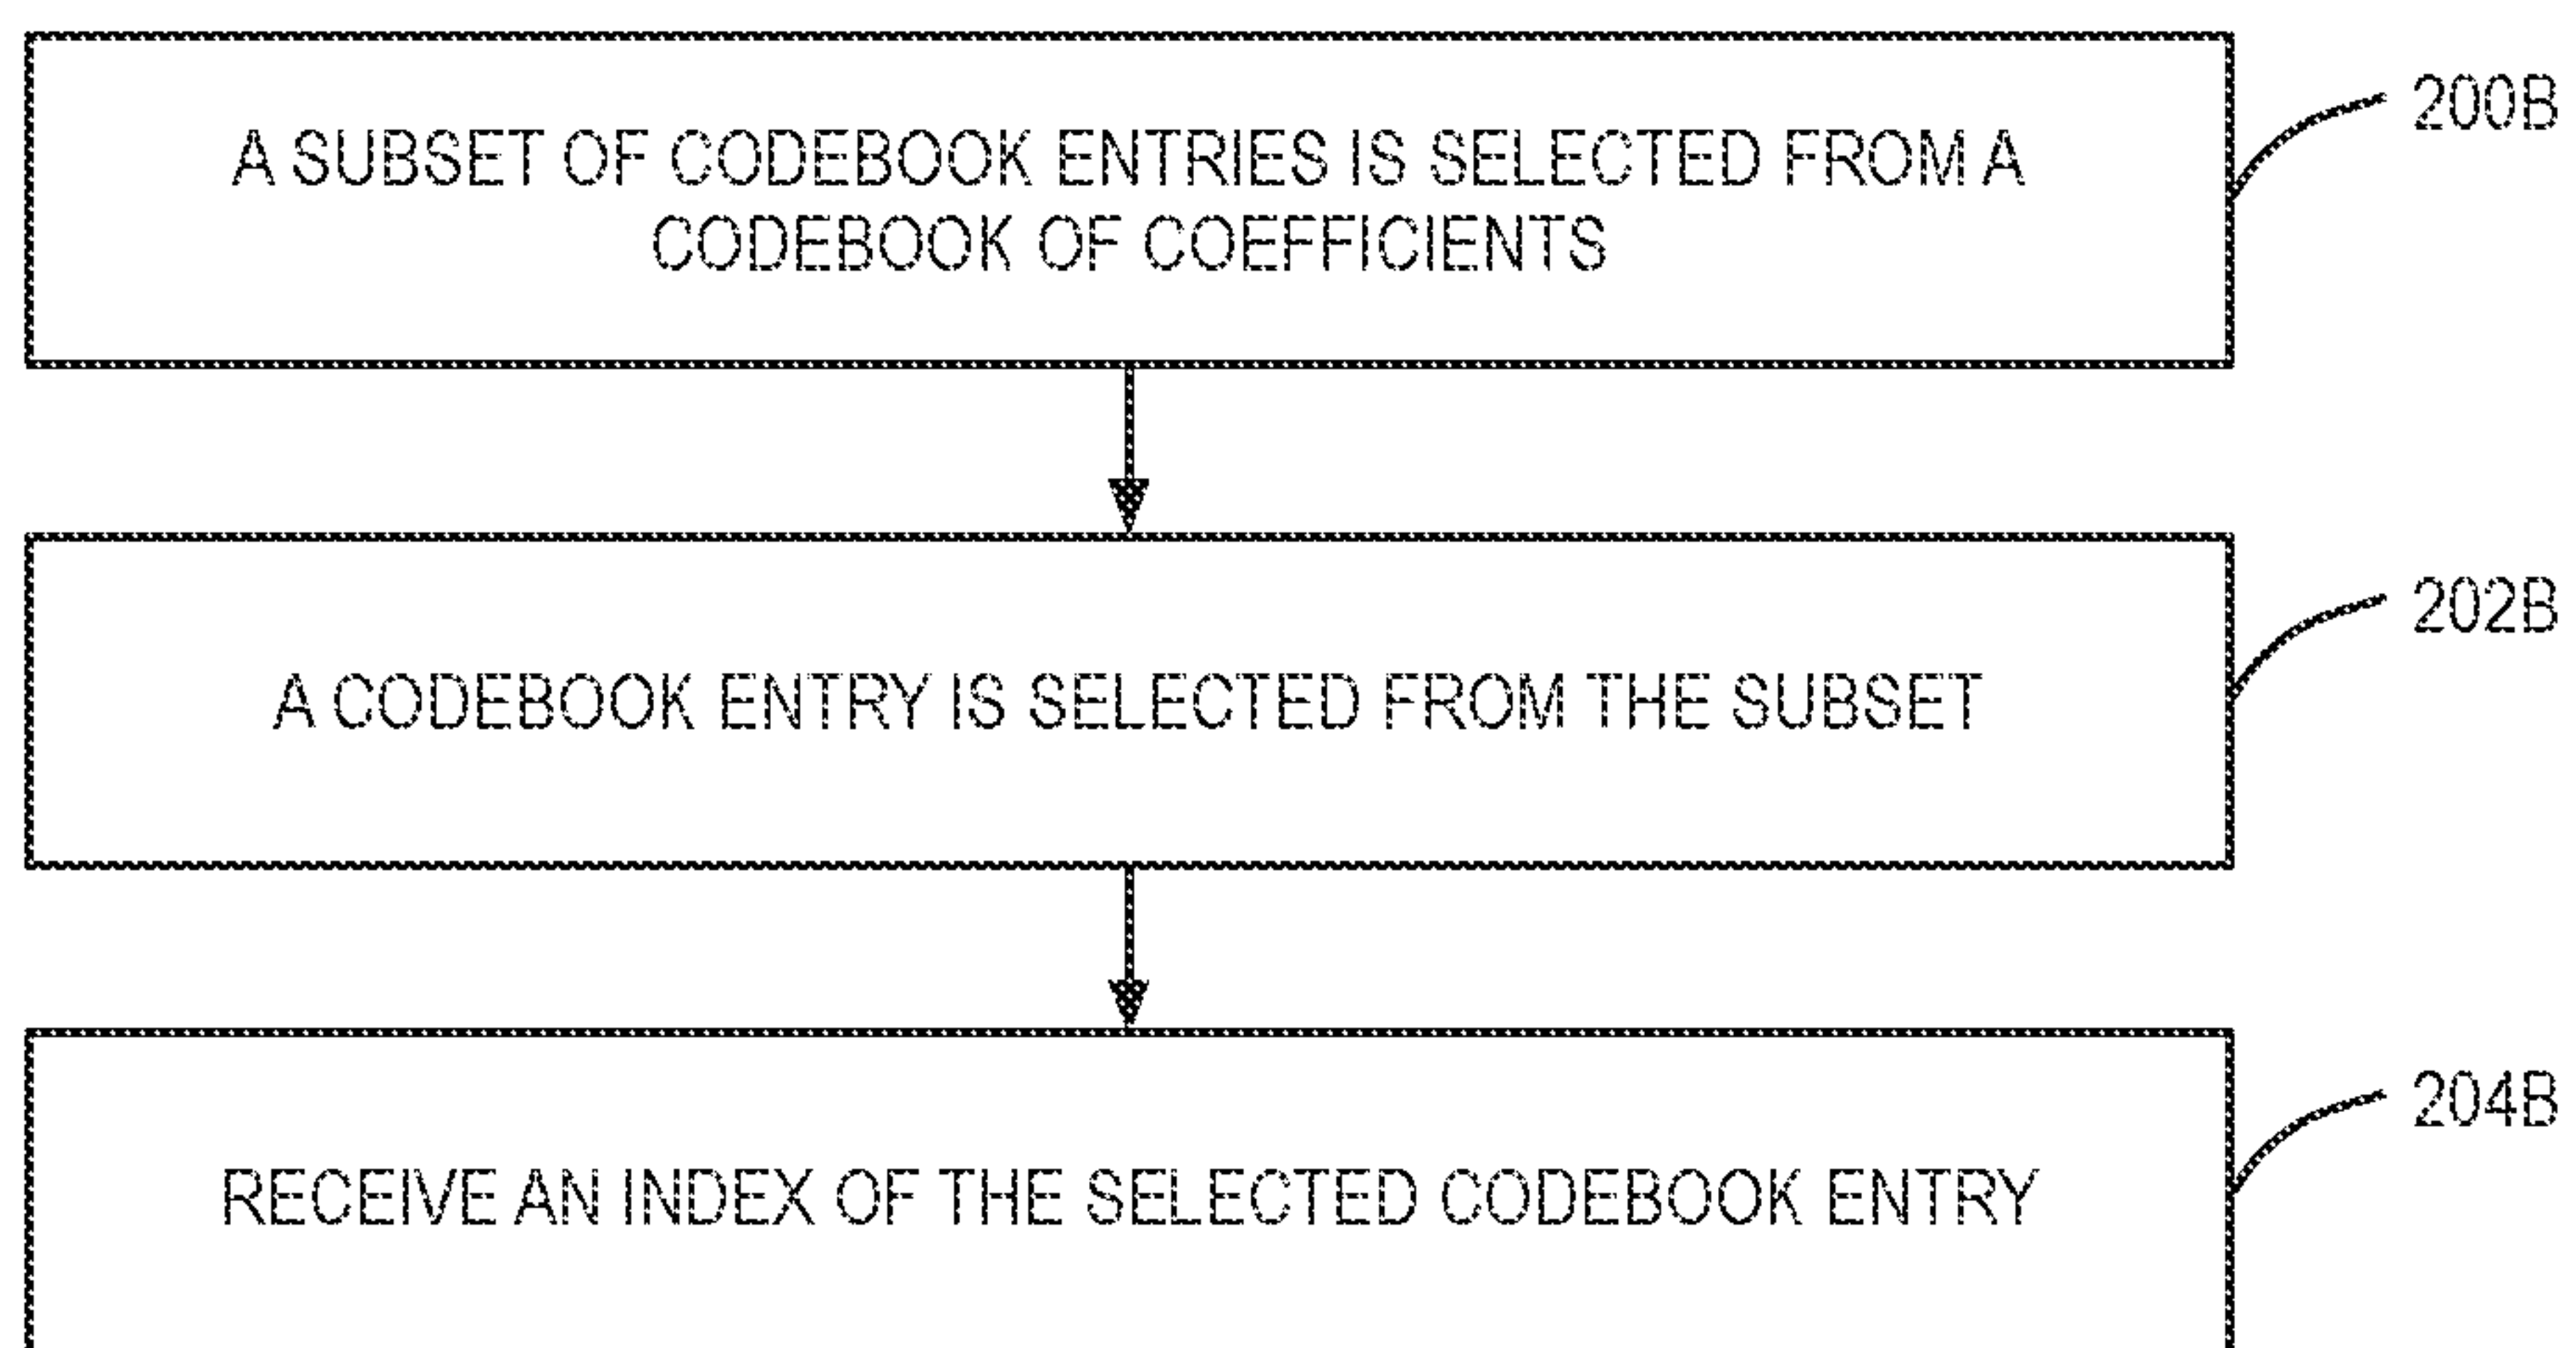 A SUBSET OF CODEBOOK ENTRIES IS SELECTED FROM A
CODEBOOK OF COEFFICIENTS
200B
A CODEBOOK ENTRY IS SELECTED FROM THE SUBSET
202B
RECEIVE AN INDEX OF THE SELECTED CODEBOOK ENTRY
204B